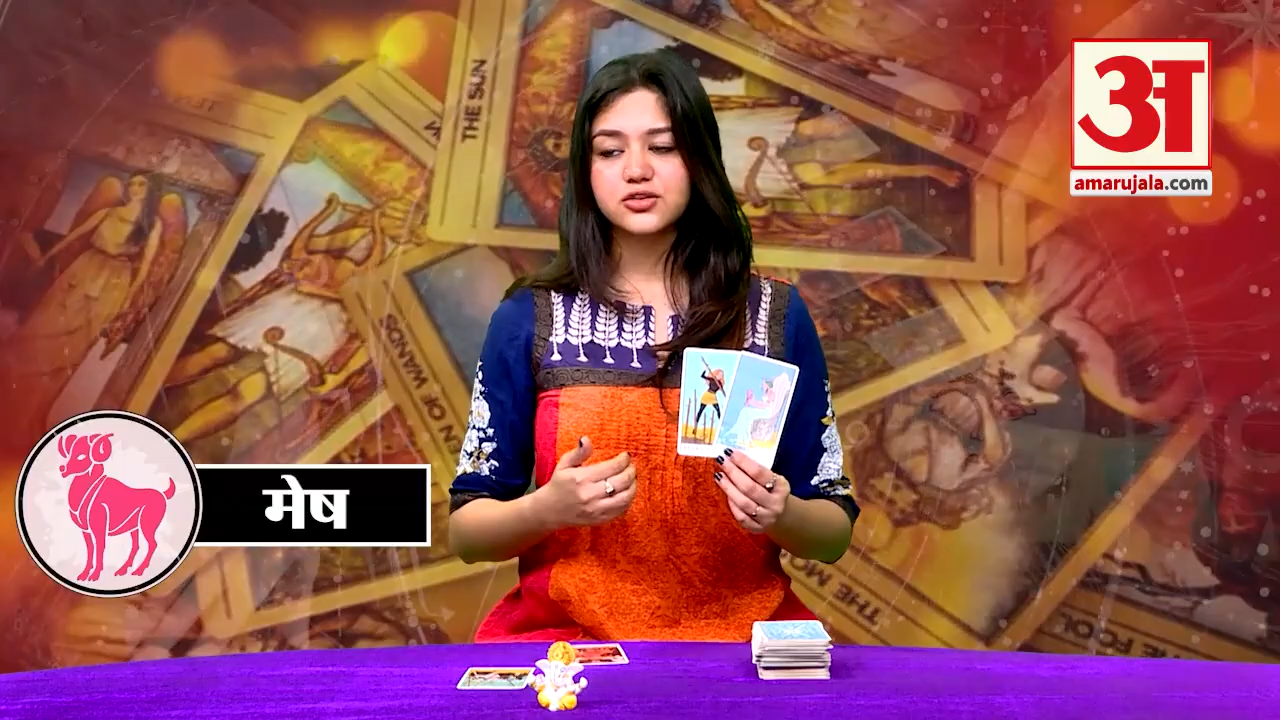 THE SUN
अ
amarujala.com
मेष
OF WANDS
THE MO
THE FOOL